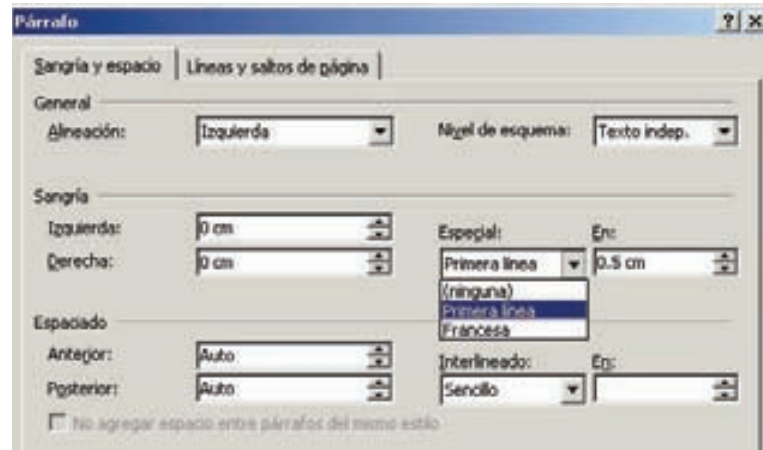 Párrafo
Sangría y espacio Líneas y saltos de página
General
Alineación: Izquierda Nivel de esquema: Texto indep.
Sangría
Izquierda: 0 cm Especial: En:
Derecha: 0 cm Primera línea 0.5 cm
(ninguna)
Primera línea
Francesa
Espaciado
Anterior: Auto Interlineado: En:
Posterior: Auto Sencillo
No agregar espacio entre párrafos del mismo estilo